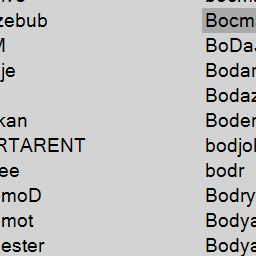 zebub Bocm
M BoDa
je Bodar
Bodaz
kan Boder
RTARENT bodjol
ee bodr
moD Bodry
mot Bodya
ester Bodya